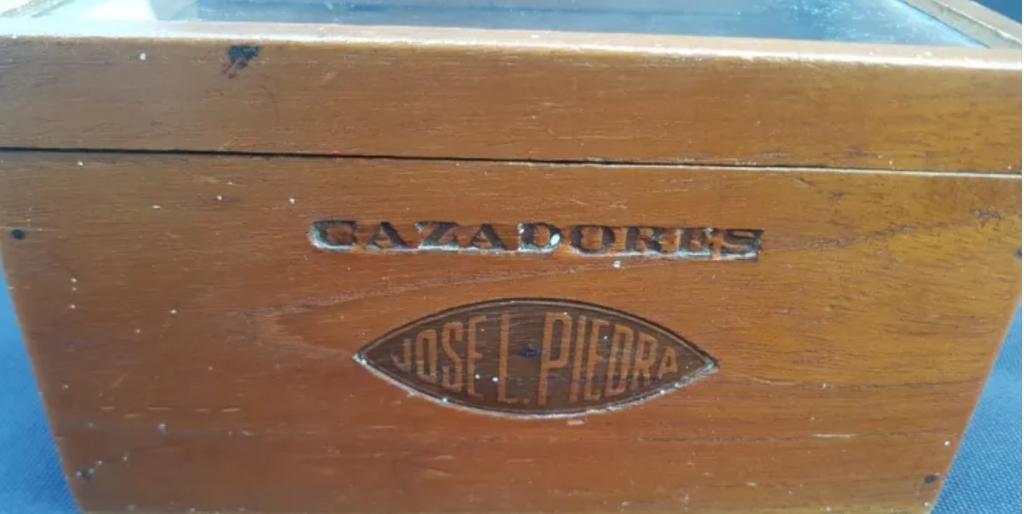 CAZADORES
JOSE L. PIEDRA